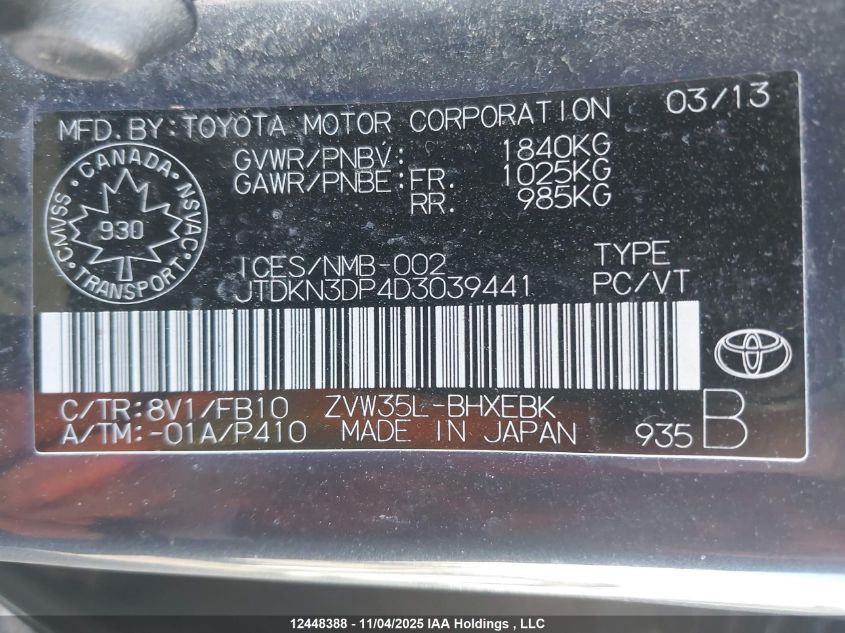 MFD. BY: TOYOTA MOTOR CORPORATION 03/13
GVWR/PNBV: 1840KG
GAWR/PNBE: FR. 1025KG
RR. 985KG
CANADA
CMVSS NSVAC
930
TRANSPORT
ICES/NMB-002 TYPE
JTDKN3DP4D3039441 PC/VT
C/TR: 8V1/FB10 ZVW35L-BHXEBK
A/TM: -01A/P410 MADE IN JAPAN 935 B
12448388 - 11/04/2025 IAA Holdings , LLC